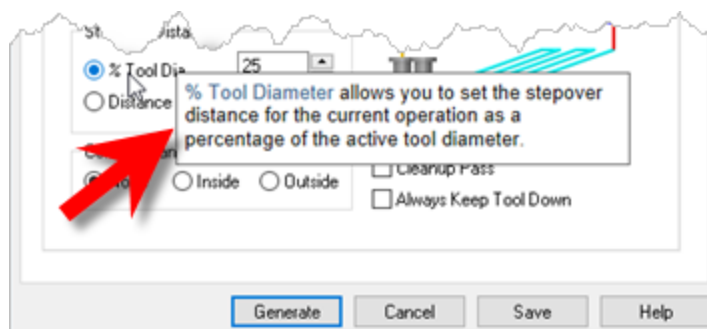 % Tool Dia 25
Distance
% Tool Diameter allows you to set the stepover
distance for the current operation as a
percentage of the active tool diameter.
Inside Outside
Cleanup Pass
Always Keep Tool Down
Generate Cancel Save Help